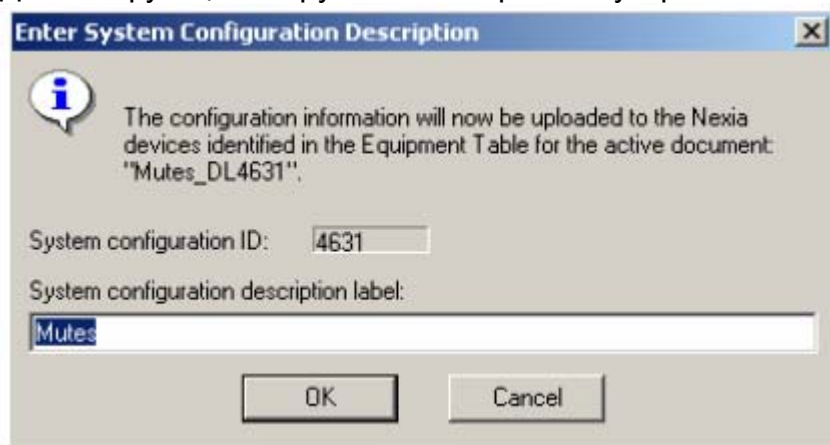 Enter System Configuration Description
The configuration information will now be uploaded to the Nexia
devices identified in the Equipment Table for the active document:
"Mutes_DL4631".
System configuration ID: 4631
System configuration description label:
Mutes
OK Cancel